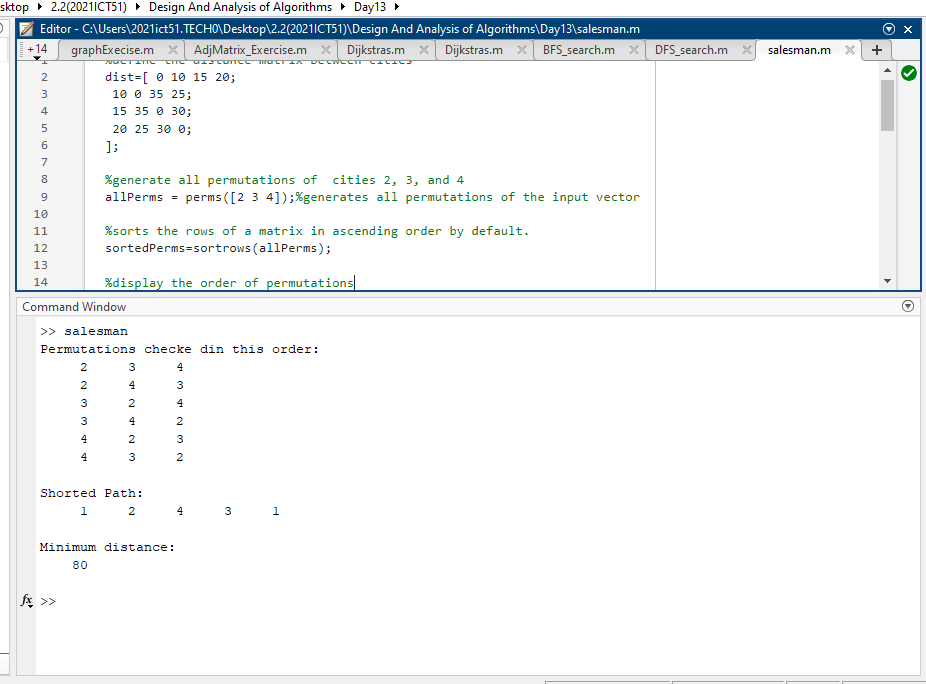 sktop 2.2(2021ICT51) Design And Analysis of Algorithms Day13
Editor - C:\Users\2021ict51.TECH0\Desktop\2.2(2021ICT51)\Design And Analysis of Algorithms\Day13\salesman.m
+14 graphExecise.m AdjMatrix_Exercise.m Dijkstras.m Dijkstras.m BFS_search.m DFS_search.m salesman.m +
1 %define the distance matrix between cities
2 dist=[ 0 10 15 20;
3 10 0 35 25;
4 15 35 0 30;
5 20 25 30 0;
6 ];
7
8 %generate all permutations of cities 2, 3, and 4
9 allPerms = perms([2 3 4]);%generates all permutations of the input vector
10
11 %sorts the rows of a matrix in ascending order by default.
12 sortedPerms=sortrows(allPerms);
13
14 %display the order of permutations
Command Window
>> salesman
Permutations checke din this order:
2 3 4
2 4 3
3 2 4
3 4 2
4 2 3
4 3 2
Shorted Path:
1 2 4 3 1
Minimum distance:
80
fx >>